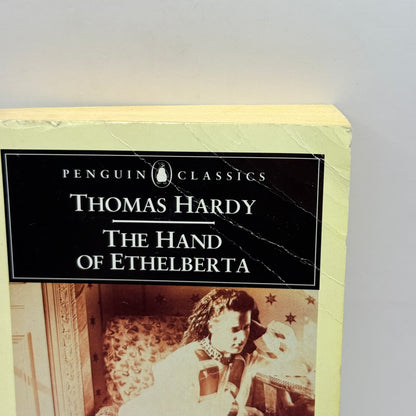 PENGUIN CLASSICS
THOMAS HARDY
THE HAND
OF ETHELBERTA